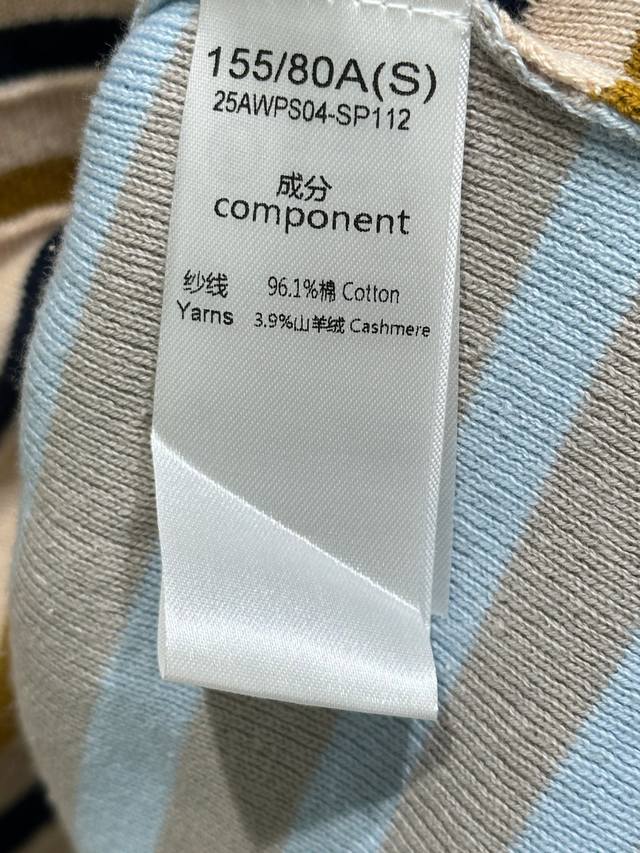 155/80A(S)
25AWPS04-SP112
成分
component
纱线 96.1%棉 Cotton
Yarns 3.9%山羊绒 Cashmere